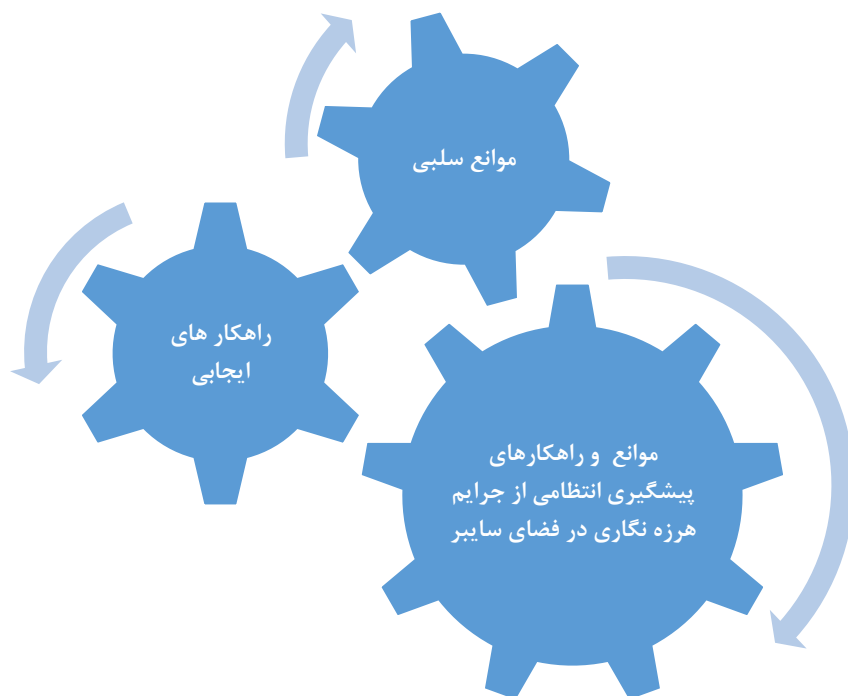 موانع سلبی
راهکار های
ایجابی
موانع و راهکارهای
پیشگیری انتظامی از جرایم
هرزه نگاری در فضای سایبر